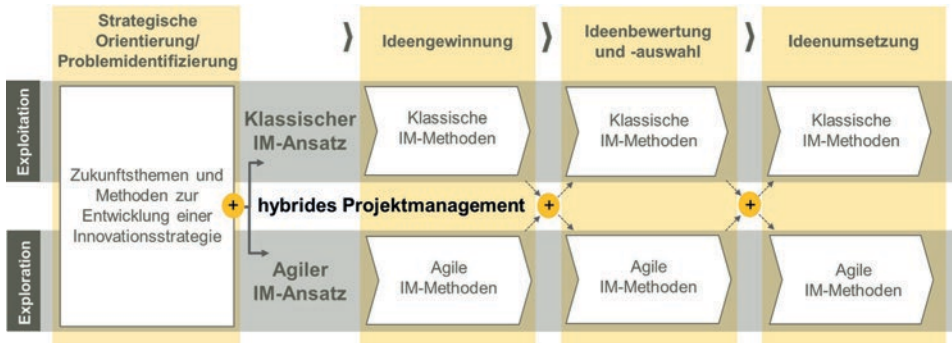 Strategische
Orientierung/
Problemidentifizierung
Ideengewinnung
Ideenbewertung
und -auswahl
Ideenumsetzung
Exploitation
Exploration
Zukunftsthemen und
Methoden zur
Entwicklung einer
Innovationsstrategie
+
Klassischer
IM-Ansatz
Klassische
IM-Methoden
Klassische
IM-Methoden
Klassische
IM-Methoden
hybrides Projektmanagement
+
+
Agiler
IM-Ansatz
Agile
IM-Methoden
Agile
IM-Methoden
Agile
IM-Methoden